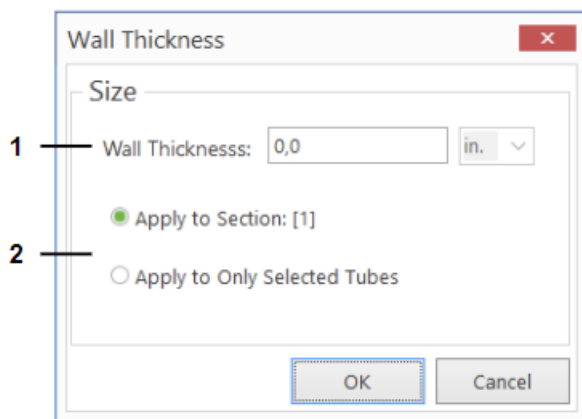 Wall Thickness
Size
1 Wall Thicknesss: 0,0 in.
Apply to Section: [1]
2
Apply to Only Selected Tubes
OK Cancel